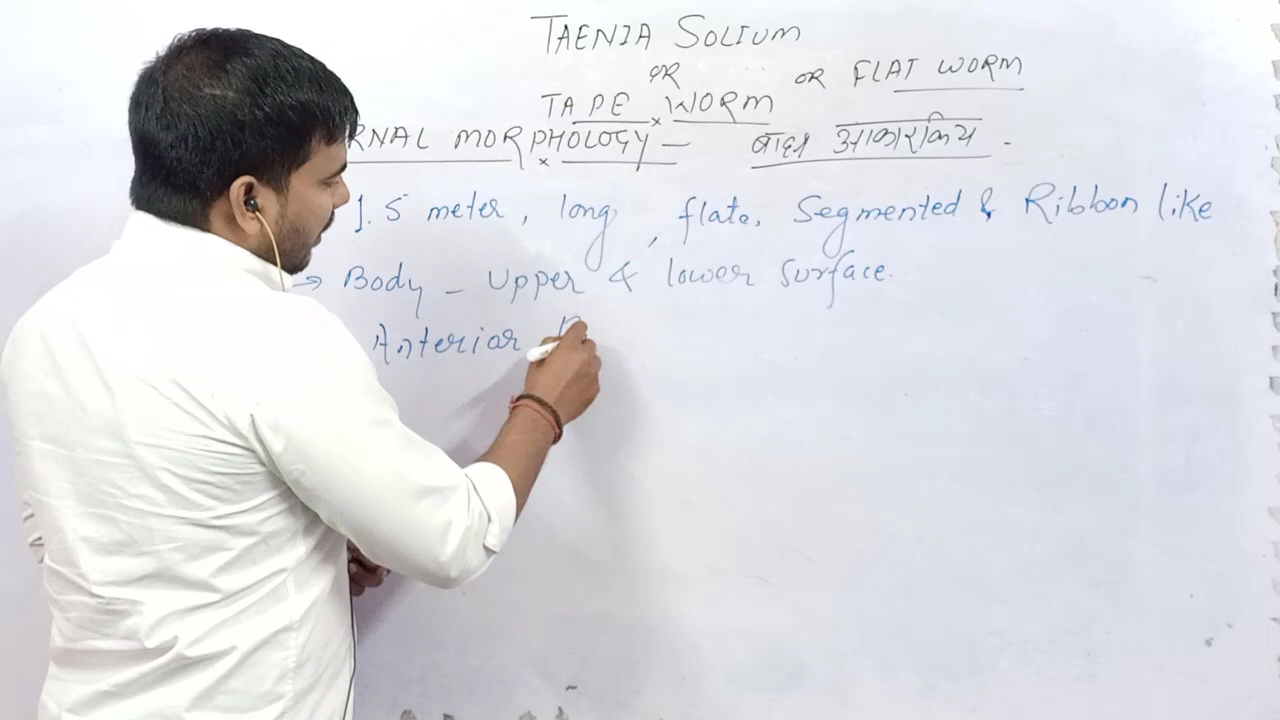 TAENIA SOLIUM
OR
OR FLAT WORM
TAPE WORM
RNAL MORPHOLOGY – बाह्य आकारिकिय -
1.5 meter, long, flate, Segmented & Ribbon like
→ Body - Upper & lower surface.
Anterior